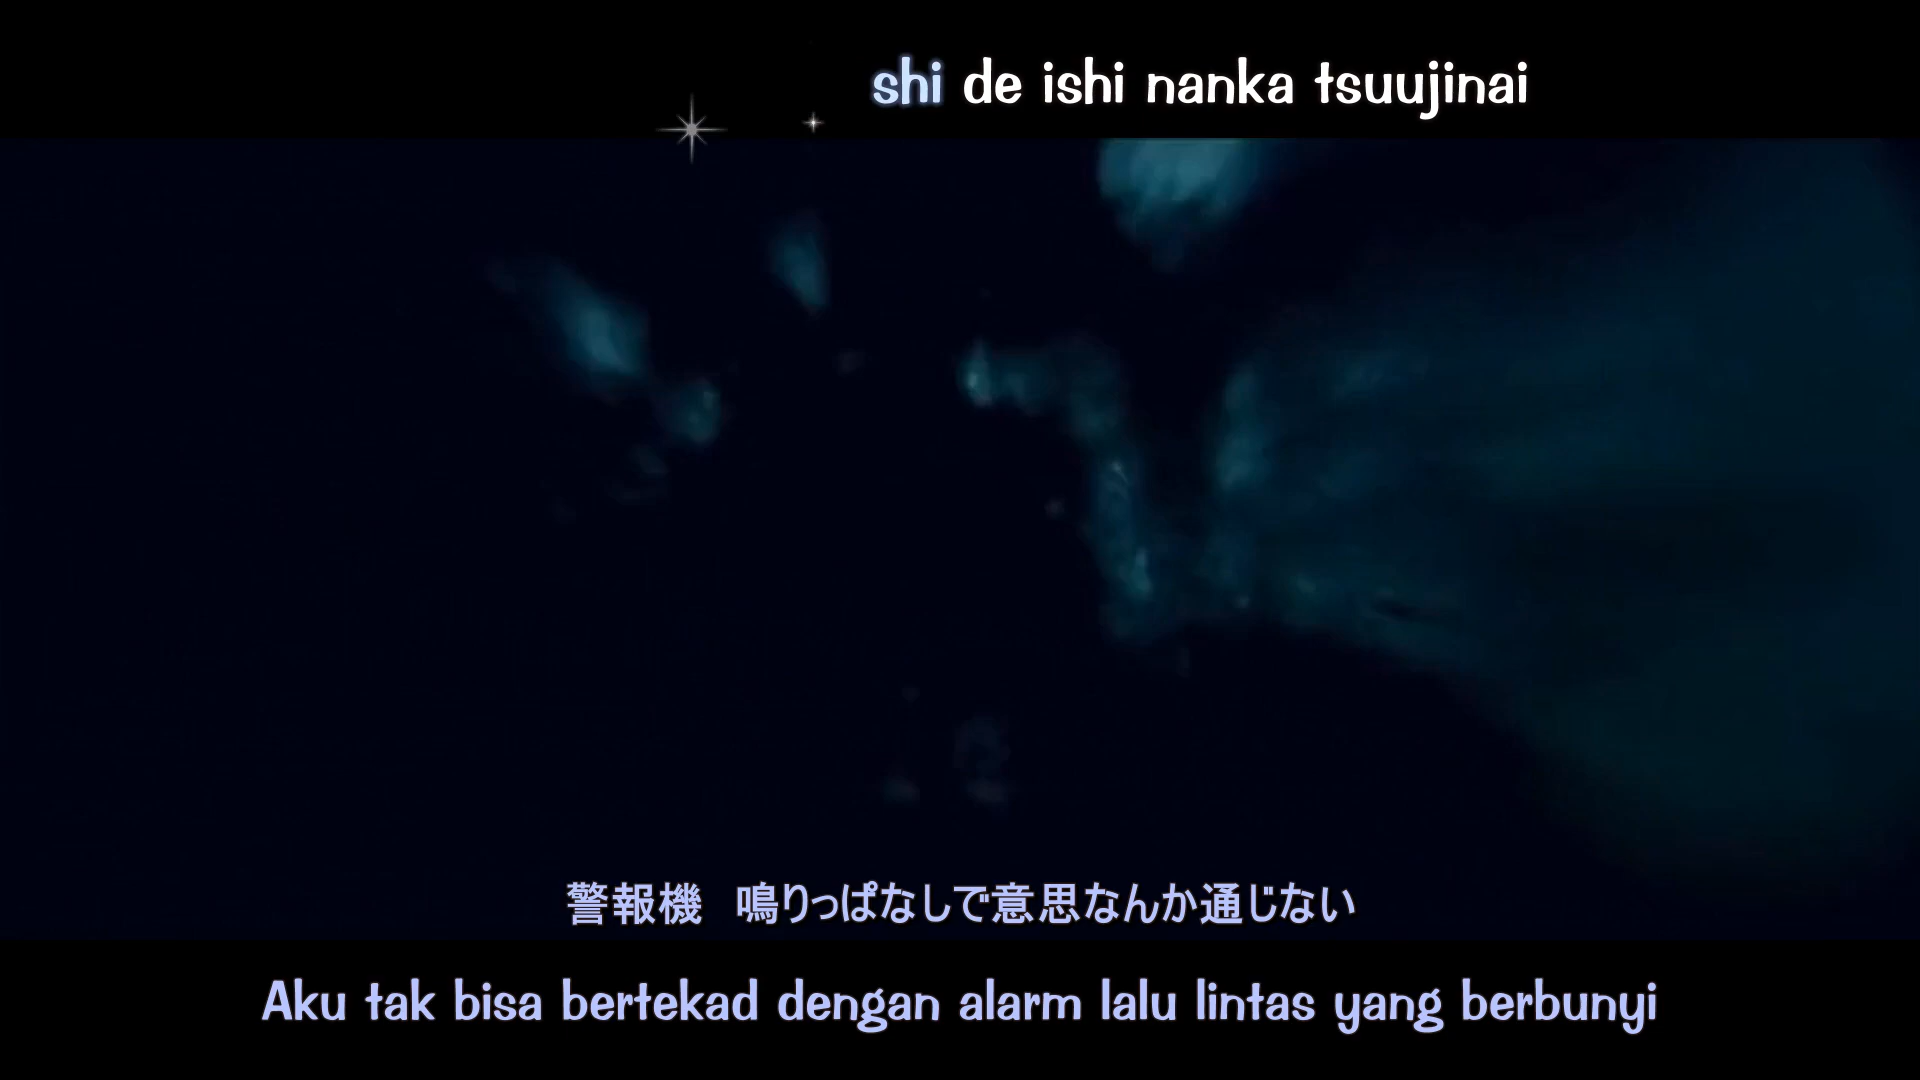 shi de ishi nanka tsuujinai
警報機　鳴りっぱなしで意思なんか通じない
Aku tak bisa bertekad dengan alarm lalu lintas yang berbunyi